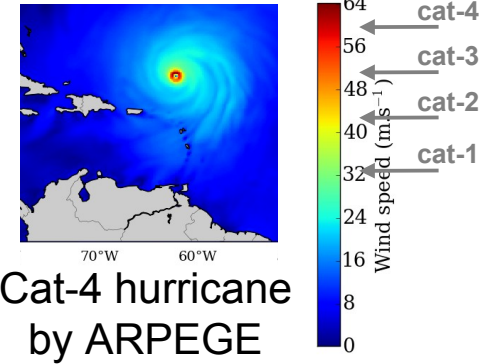 64
56
48
40
32
24
16
8
0
Wind speed (m.s⁻¹)
cat-4
cat-3
cat-2
cat-1
70°W 60°W
Cat-4 hurricane
by ARPEGE